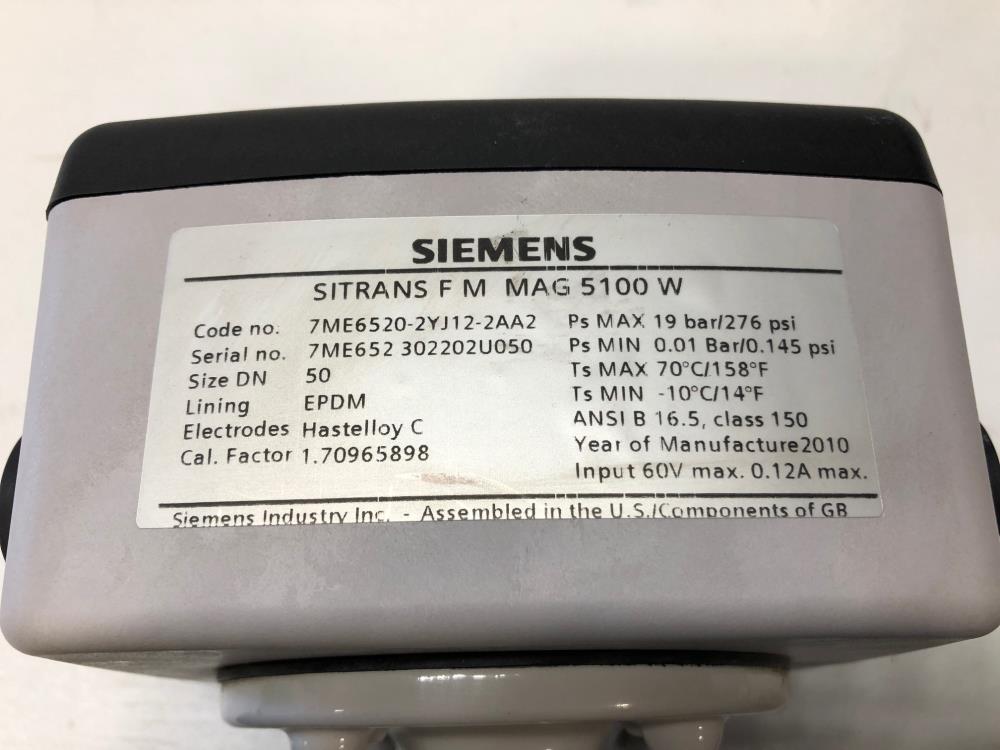 SIEMENS
SITRANS F M MAG 5100 W
Code no. 7ME6520-2YJ12-2AA2
Serial no. 7ME652 302202U050
Size DN 50
Lining EPDM
Electrodes Hastelloy C
Cal. Factor 1.70965898
Ps MAX 19 bar/276 psi
Ps MIN 0.01 Bar/0.145 psi
Ts MAX 70°C/158°F
Ts MIN -10°C/14°F
ANSI B 16.5, class 150
Year of Manufacture2010
Input 60V max. 0.12A max.
Siemens Industry Inc. - Assembled in the U.S./Components of GB